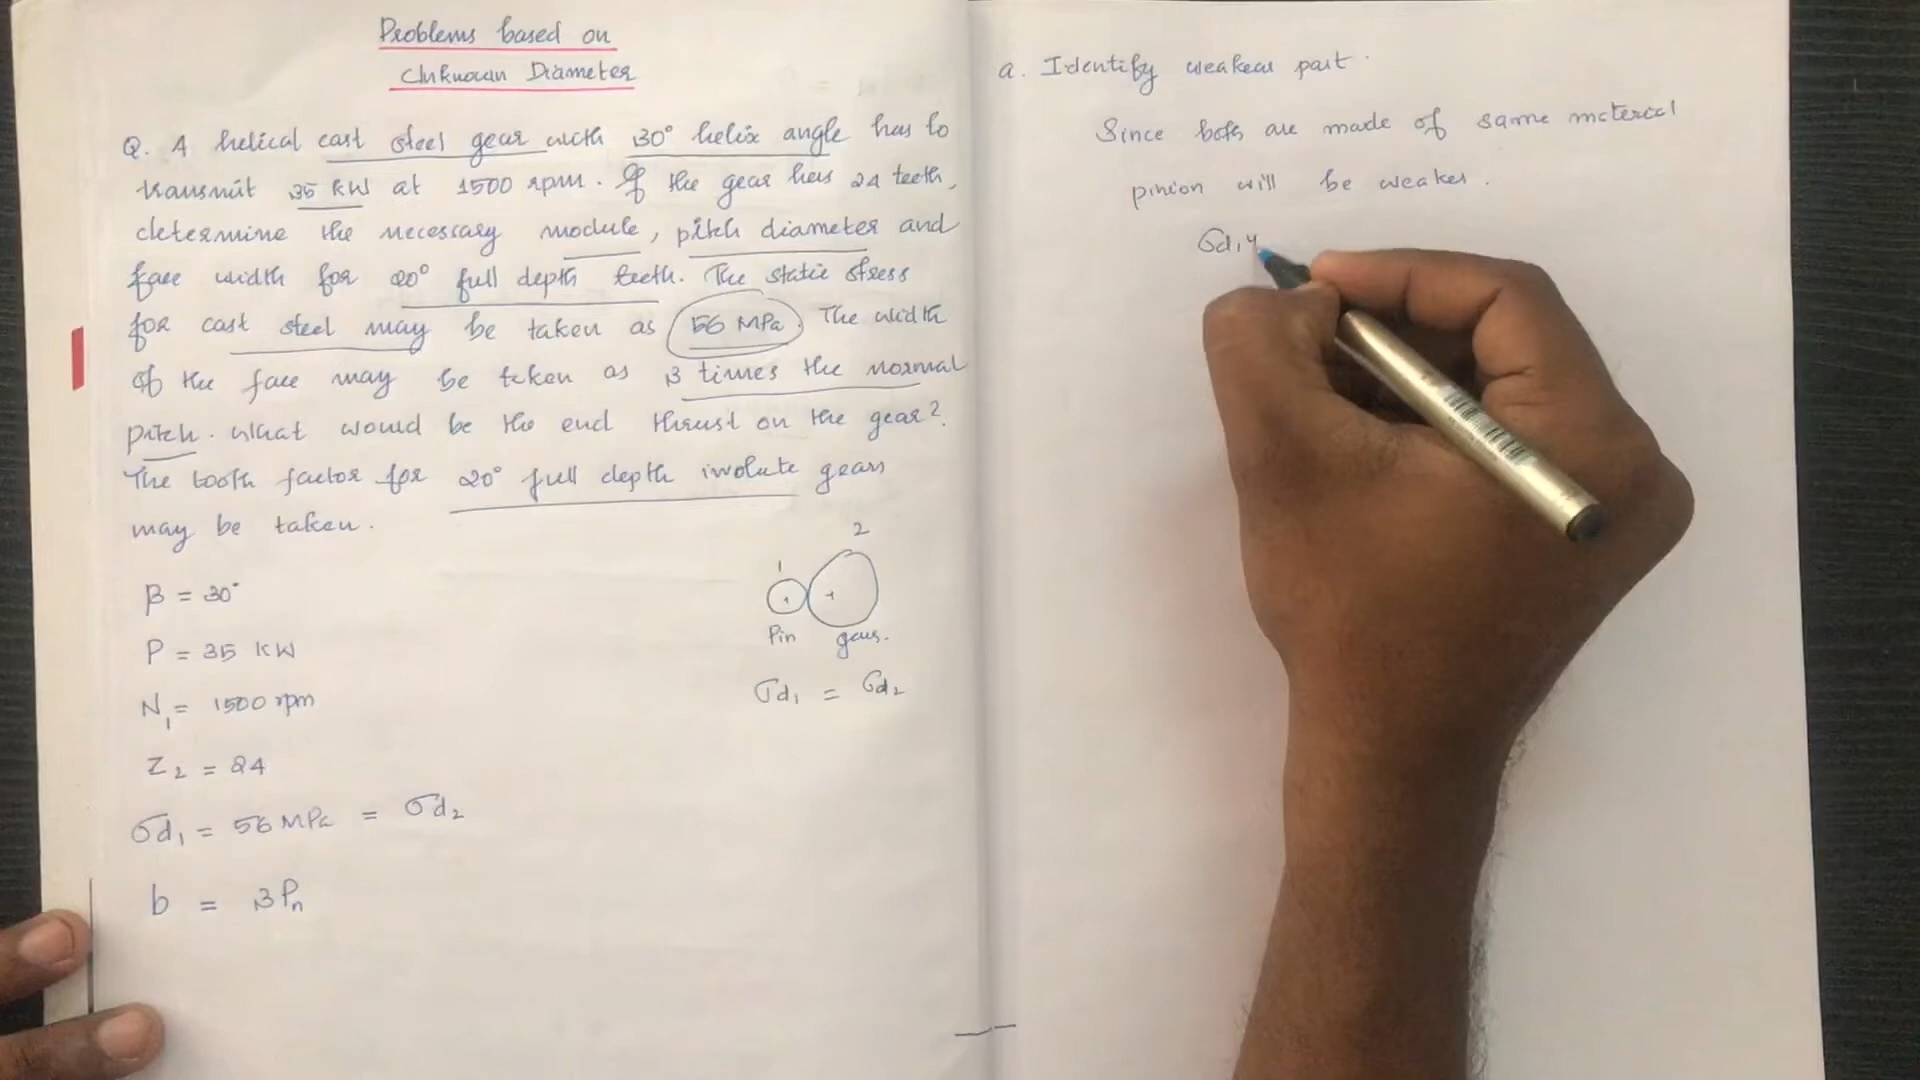 Problems based on
Unknown Diameter
Q. A helical cast steel gear with 30° helix angle has to
transmit 35 kW at 1500 rpm. If the gear has 24 teeth,
determine the necessary module, pitch diameter and
face width for 20° full depth teeth. The static stress
for cast steel may be taken as 56 MPa. The width
of the face may be taken as 3 times the normal
pitch. What would be the end thrust on the gear?
The tooth factor for 20° full depth involute gears
may be taken.
β = 30°
P = 35 KW
N₁ = 1500 rpm
Z₂ = 24
σd₁ = 56 MPa = σd₂
b = 3Pn
1 2
Pin gear.
σd₁ = σd₂
a. Identify weaker part.
Since both are made of same material
pinion will be weaker.
σd₁ y